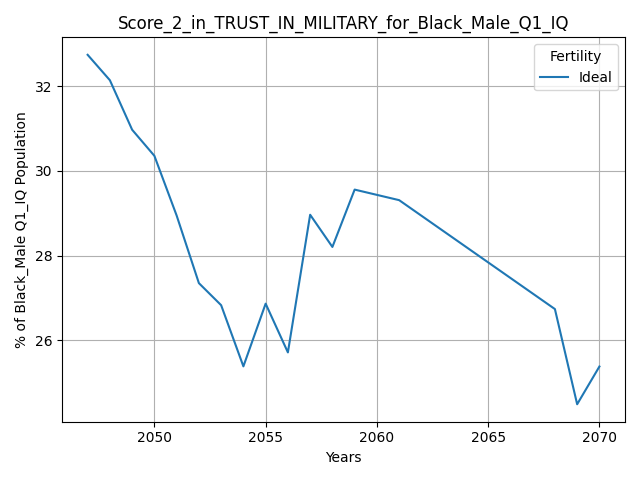 Score_2_in_TRUST_IN_MILITARY_for_Black_Male_Q1_IQ
Fertility
Ideal
% of Black_Male Q1_IQ Population
32
30
28
26
2050
2055
2060
2065
2070
Years